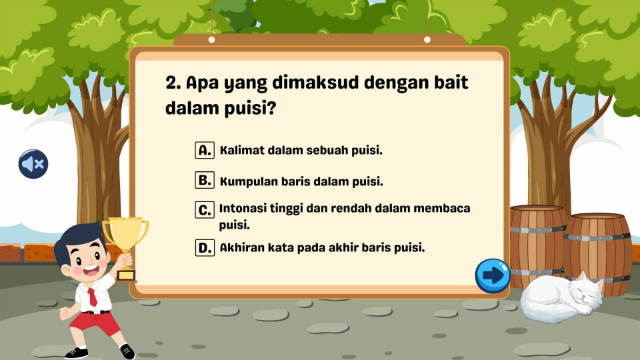 2. Apa yang dimaksud dengan bait
dalam puisi?
A. Kalimat dalam sebuah puisi.
B. Kumpulan baris dalam puisi.
C. Intonasi tinggi dan rendah dalam membaca
puisi.
D. Akhiran kata pada akhir baris puisi.